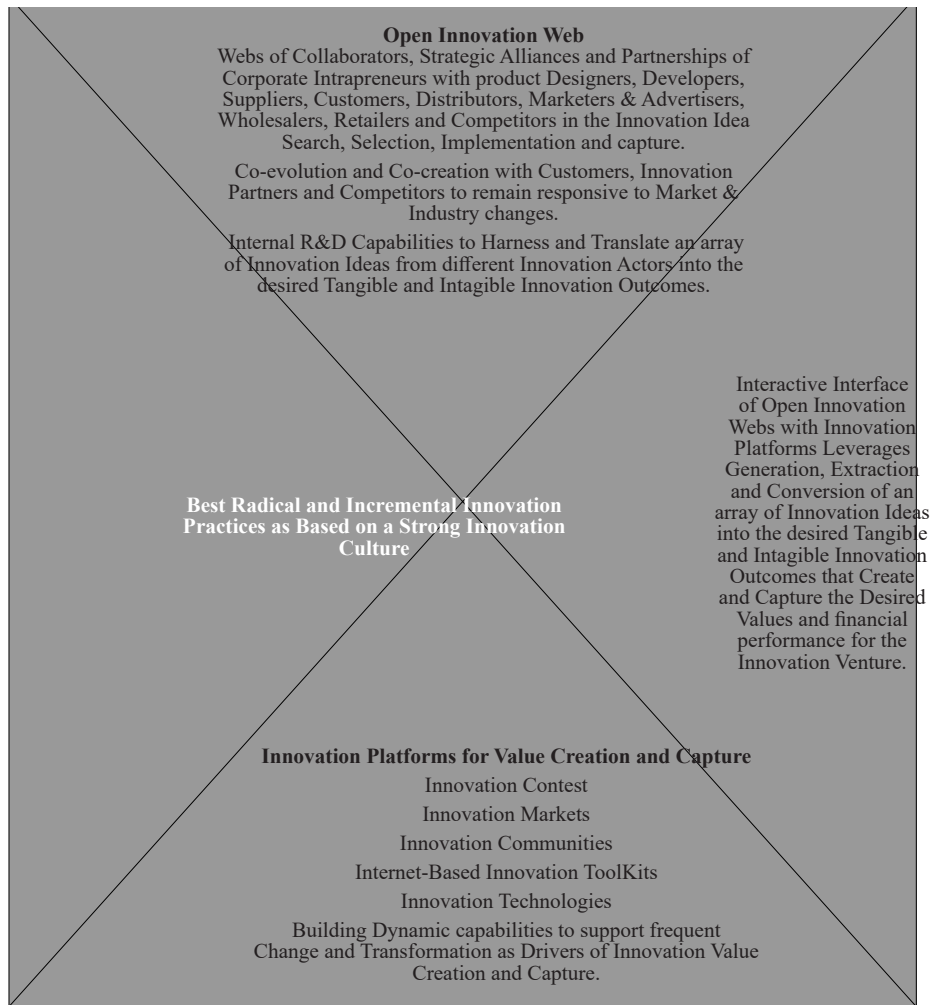 Open Innovation Web
Webs of Collaborators, Strategic Alliances and Partnerships of
Corporate Intrapreneurs with product Designers, Developers,
Suppliers, Customers, Distributors, Marketers & Advertisers,
Wholesalers, Retailers and Competitors in the Innovation Idea
Search, Selection, Implementation and capture.
Co-evolution and Co-creation with Customers, Innovation
Partners and Competitors to remain responsive to Market &
Industry changes.
Internal R&D Capabilities to Harness and Translate an array
of Innovation Ideas from different Innovation Actors into the
desired Tangible and Intagible Innovation Outcomes.
Best Radical and Incremental Innovation
Practices as Based on a Strong Innovation
Culture
Interactive Interface
of Open Innovation
Webs with Innovation
Platforms Leverages
Generation, Extraction
and Conversion of an
array of Innovation Ideas
into the desired Tangible
and Intagible Innovation
Outcomes that Create
and Capture the Desired
Values and financial
performance for the
Innovation Venture.
Innovation Platforms for Value Creation and Capture
Innovation Contest
Innovation Markets
Innovation Communities
Internet-Based Innovation ToolKits
Innovation Technologies
Building Dynamic capabilities to support frequent
Change and Transformation as Drivers of Innovation Value
Creation and Capture.